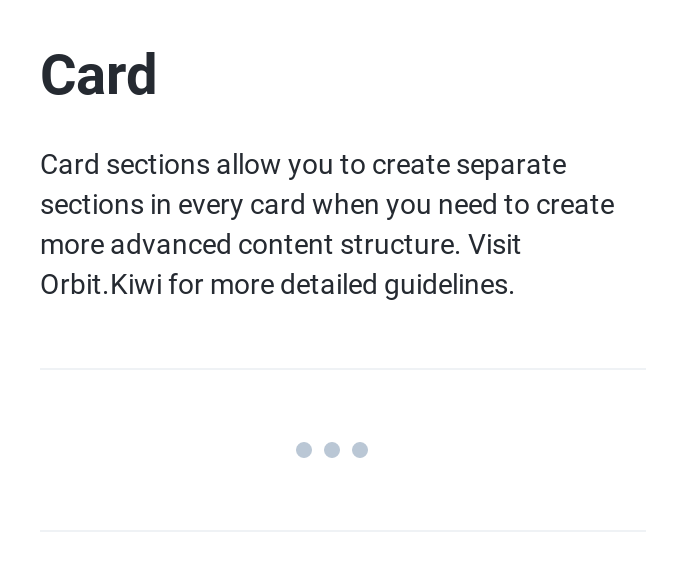 Card
Card sections allow you to create separate
sections in every card when you need to create
more advanced content structure. Visit
Orbit.Kiwi for more detailed guidelines.